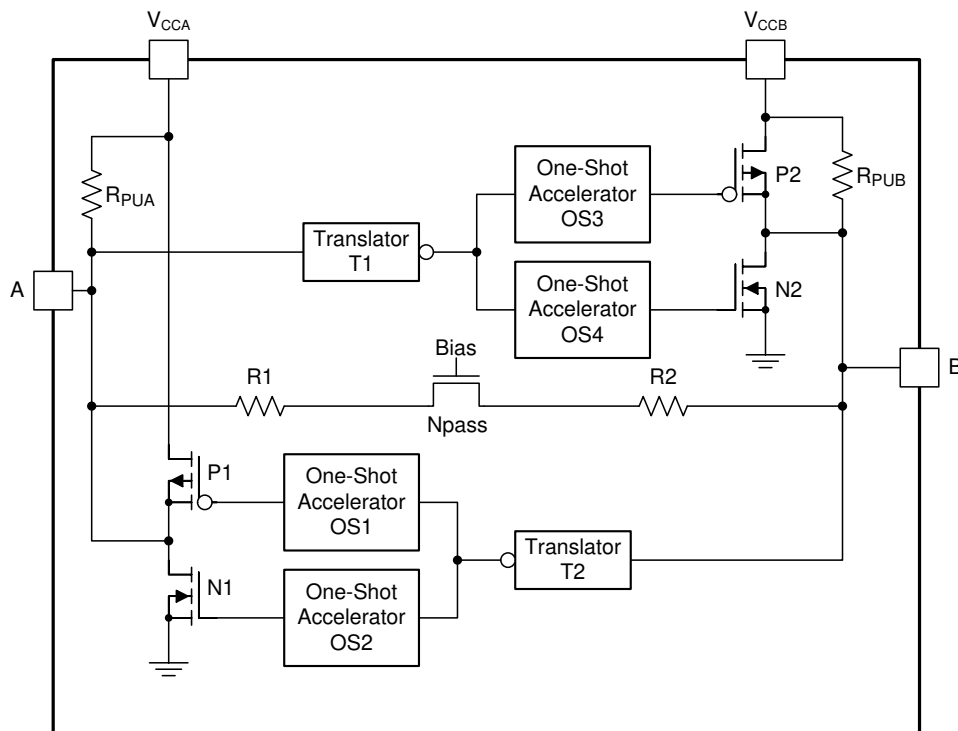 VCCA
VCCB
RPUA
One-Shot
Accelerator
OS3
P2
RPUB
Translator
T1
A
One-Shot
Accelerator
OS4
N2
Bias
B
R1
R2
Npass
P1
One-Shot
Accelerator
OS1
Translator
T2
N1
One-Shot
Accelerator
OS2